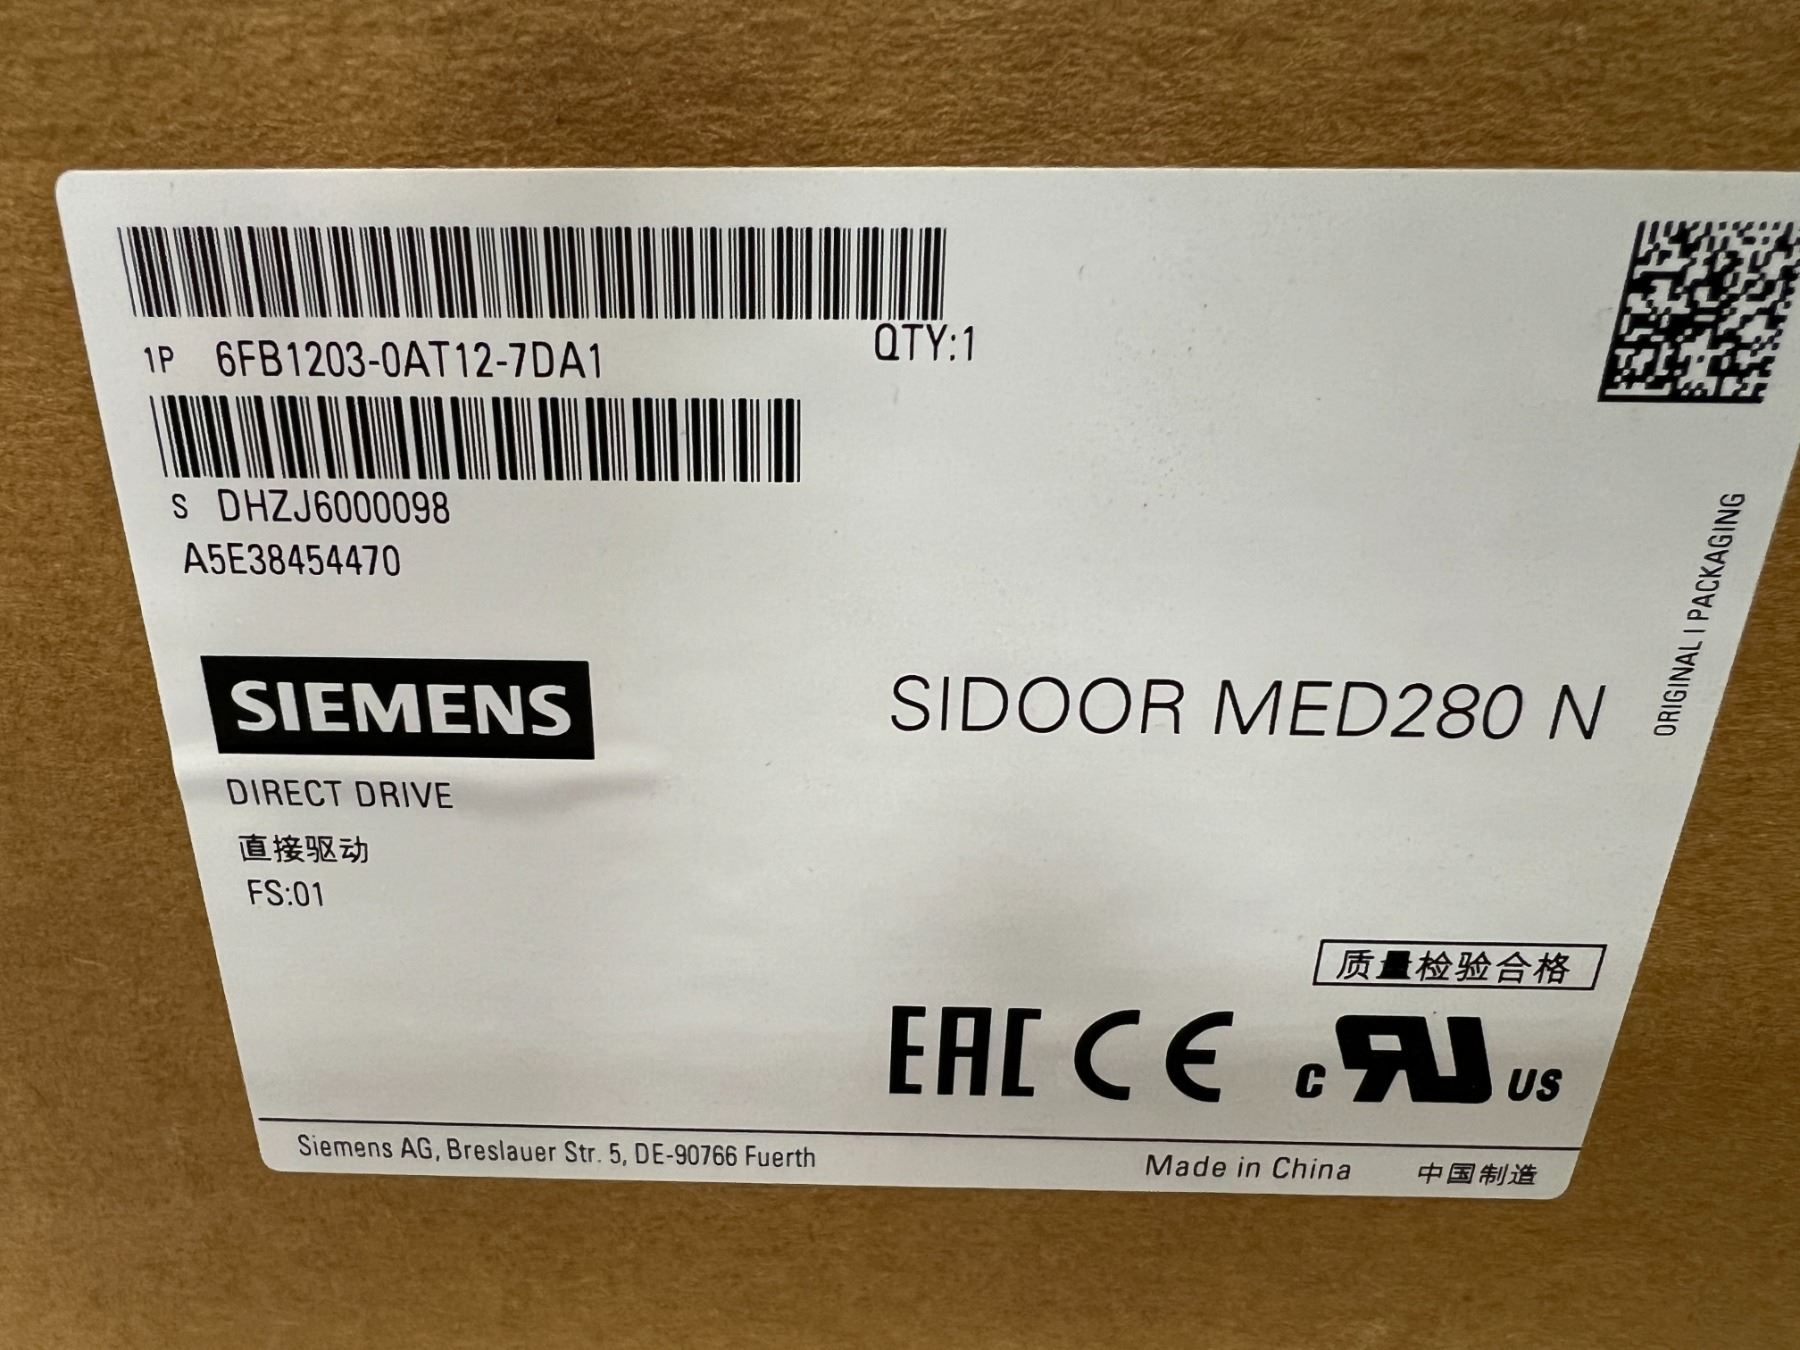 1P 6FB1203-0AT12-7DA1
QTY:1
S DHZJ6000098
A5E38454470
ORIGINAL | PACKAGING
SIEMENS
SIDOOR MED280 N
DIRECT DRIVE
直接驱动
FS:01
质量检验合格
EAC CE c RU US
Siemens AG, Breslauer Str. 5, DE-90766 Fuerth
Made in China 中国制造